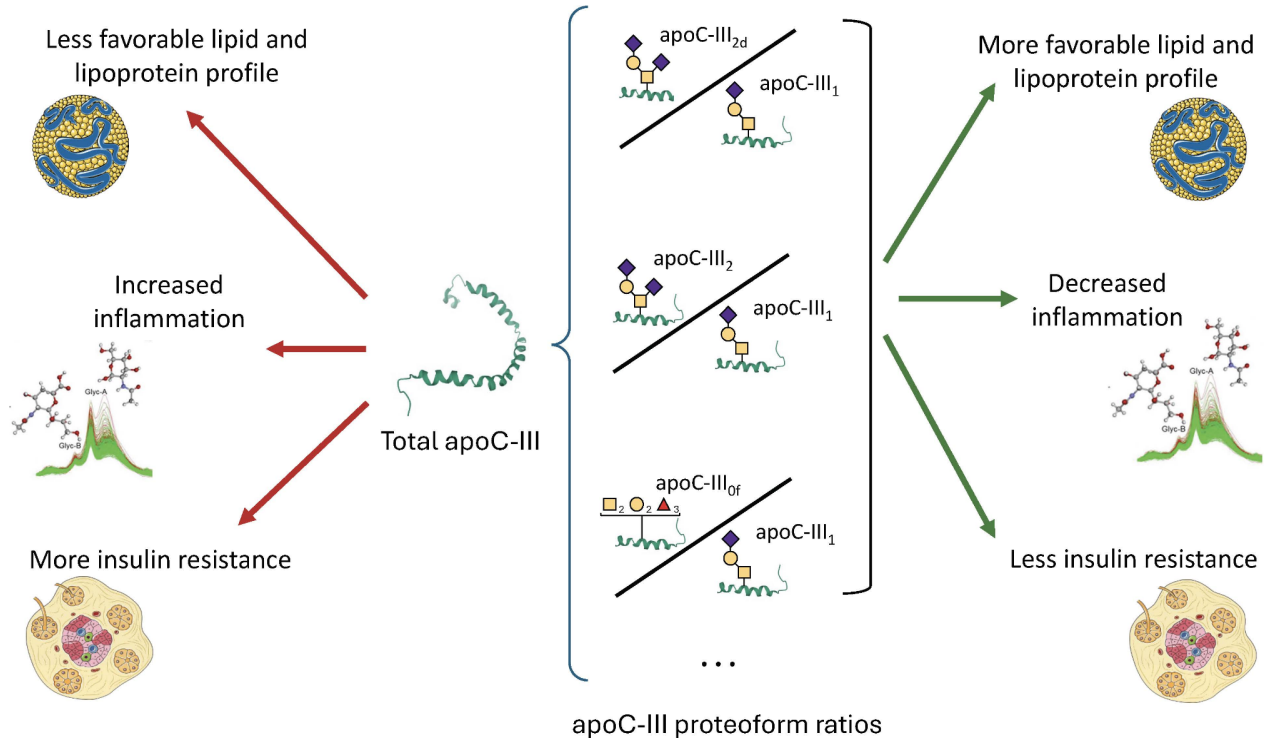 Less favorable lipid and
lipoprotein profile
Increased
inflammation
Glyc-A
Glyc-B
More insulin resistance
Total apoC-III
apoC-III2d
apoC-III1
apoC-III2
apoC-III1
apoC-III0f
2 2 3
apoC-III1
...
apoC-III proteoform ratios
More favorable lipid and
lipoprotein profile
Decreased
inflammation
Glyc-A
Glyc-B
Less insulin resistance